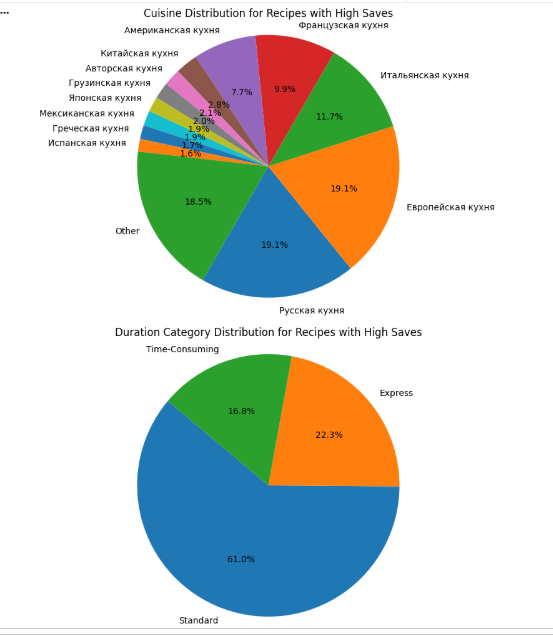 ...
Cuisine Distribution for Recipes with High Saves
Французская кухня
Американская кухня
Китайская кухня
Авторская кухня
Грузинская кухня
Японская кухня
Мексиканская кухня
Греческая кухня
Испанская кухня
Итальянская кухня
Европейская кухня
Other
Русская кухня
7.7%
9.9%
11.7%
2.8%
2.1%
2.0%
1.9%
1.9%
1.7%
1.6%
19.1%
18.5%
19.1%
Duration Category Distribution for Recipes with High Saves
Time-Consuming
Express
16.8%
22.3%
61.0%
Standard